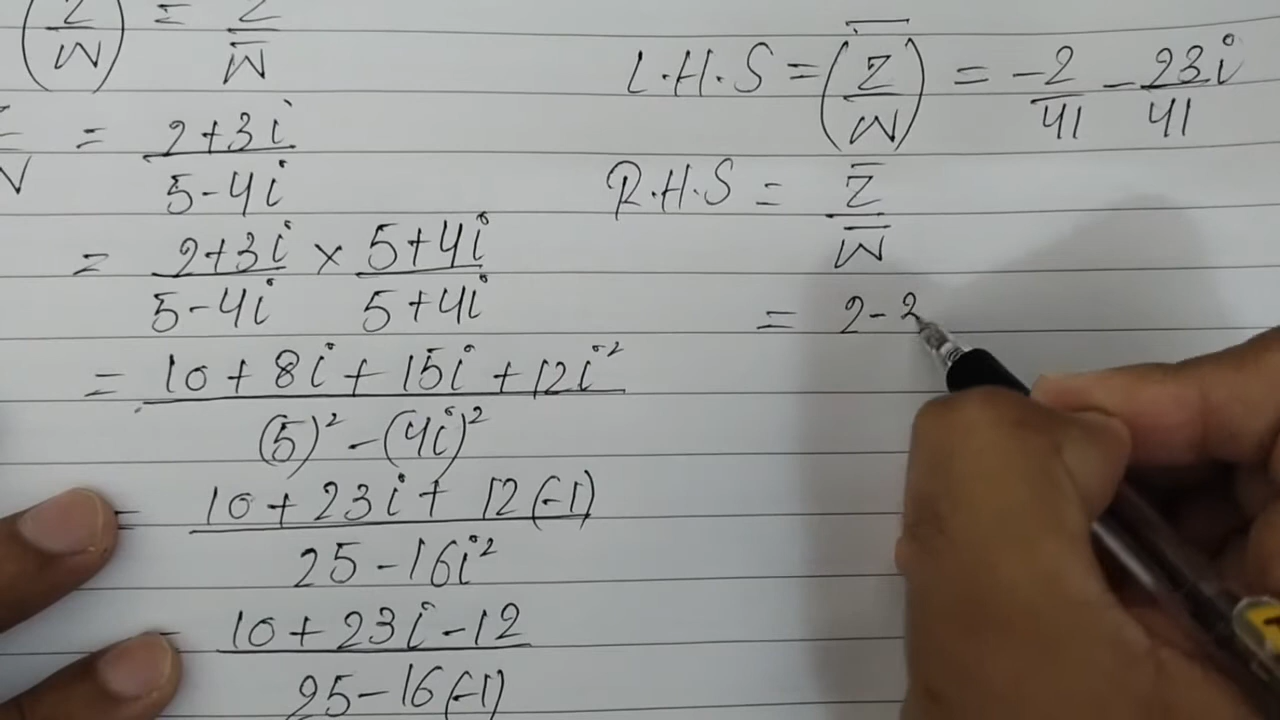 (Z/W) = Z̅/W̅
= 2+3i / 5-4i
= 2+3i / 5-4i × 5+4i / 5+4i
= 10+8i+15i+12i² / (5)²-(4i)²
= 10+23i+12(-1) / 25-16i²
= 10+23i-12 / 25-16(-1)
L.H.S = (Z/W)̅ = -2/41 - 23i/41
R.H.S = Z̅/W̅
= 2-3